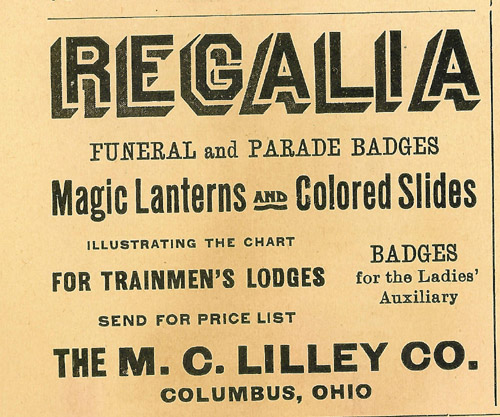 REGALIA
FUNERAL and PARADE BADGES
Magic Lanterns AND Colored Slides
ILLUSTRATING THE CHART
FOR TRAINMEN'S LODGES
BADGES
for the Ladies'
Auxiliary
SEND FOR PRICE LIST
THE M. C. LILLEY CO.
COLUMBUS, OHIO